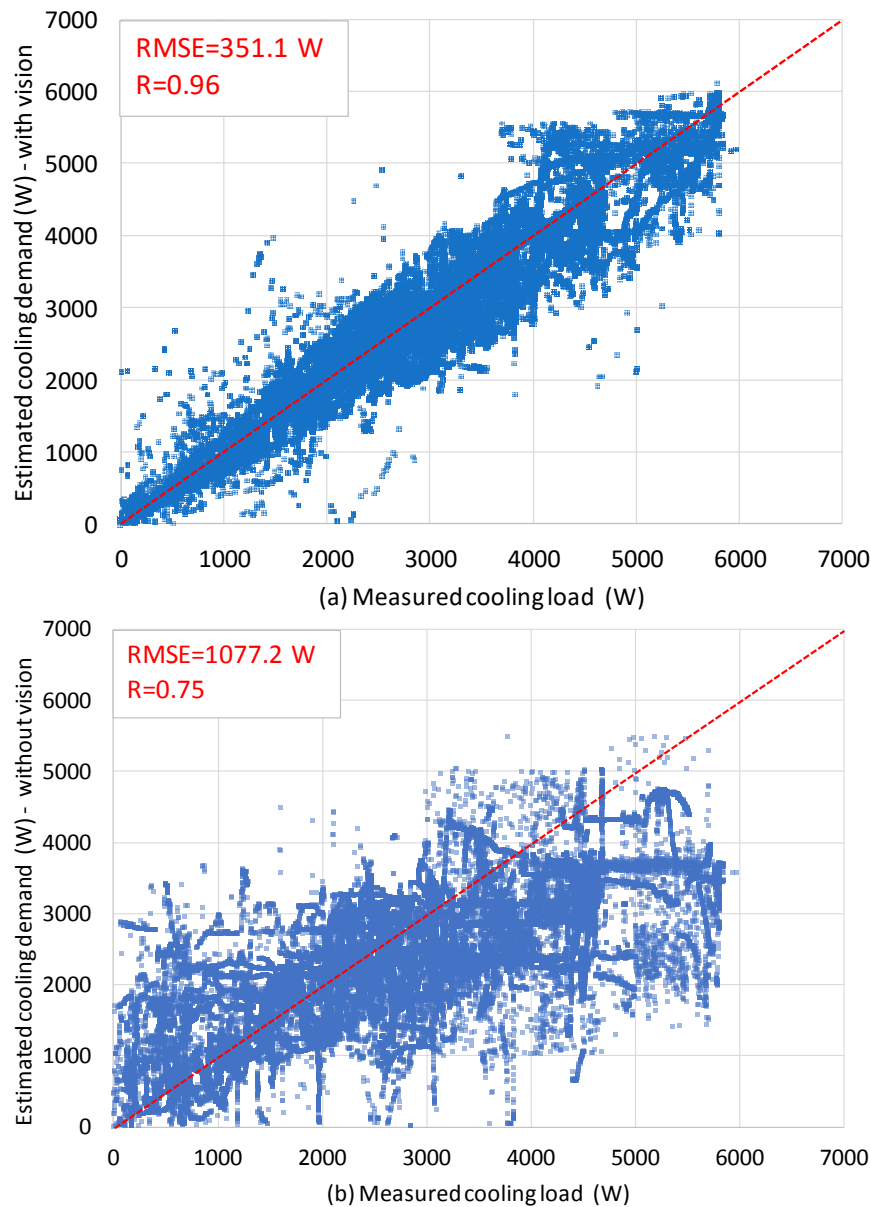 7000
6000
5000
4000
3000
2000
1000
0
Estimated cooling demand (W) - with vision
RMSE=351.1 W
R=0.96
0 1000 2000 3000 4000 5000 6000 7000
(a) Measured cooling load (W)
7000
6000
5000
4000
3000
2000
1000
0
Estimated cooling demand (W) - without vision
RMSE=1077.2 W
R=0.75
0 1000 2000 3000 4000 5000 6000 7000
(b) Measured cooling load (W)